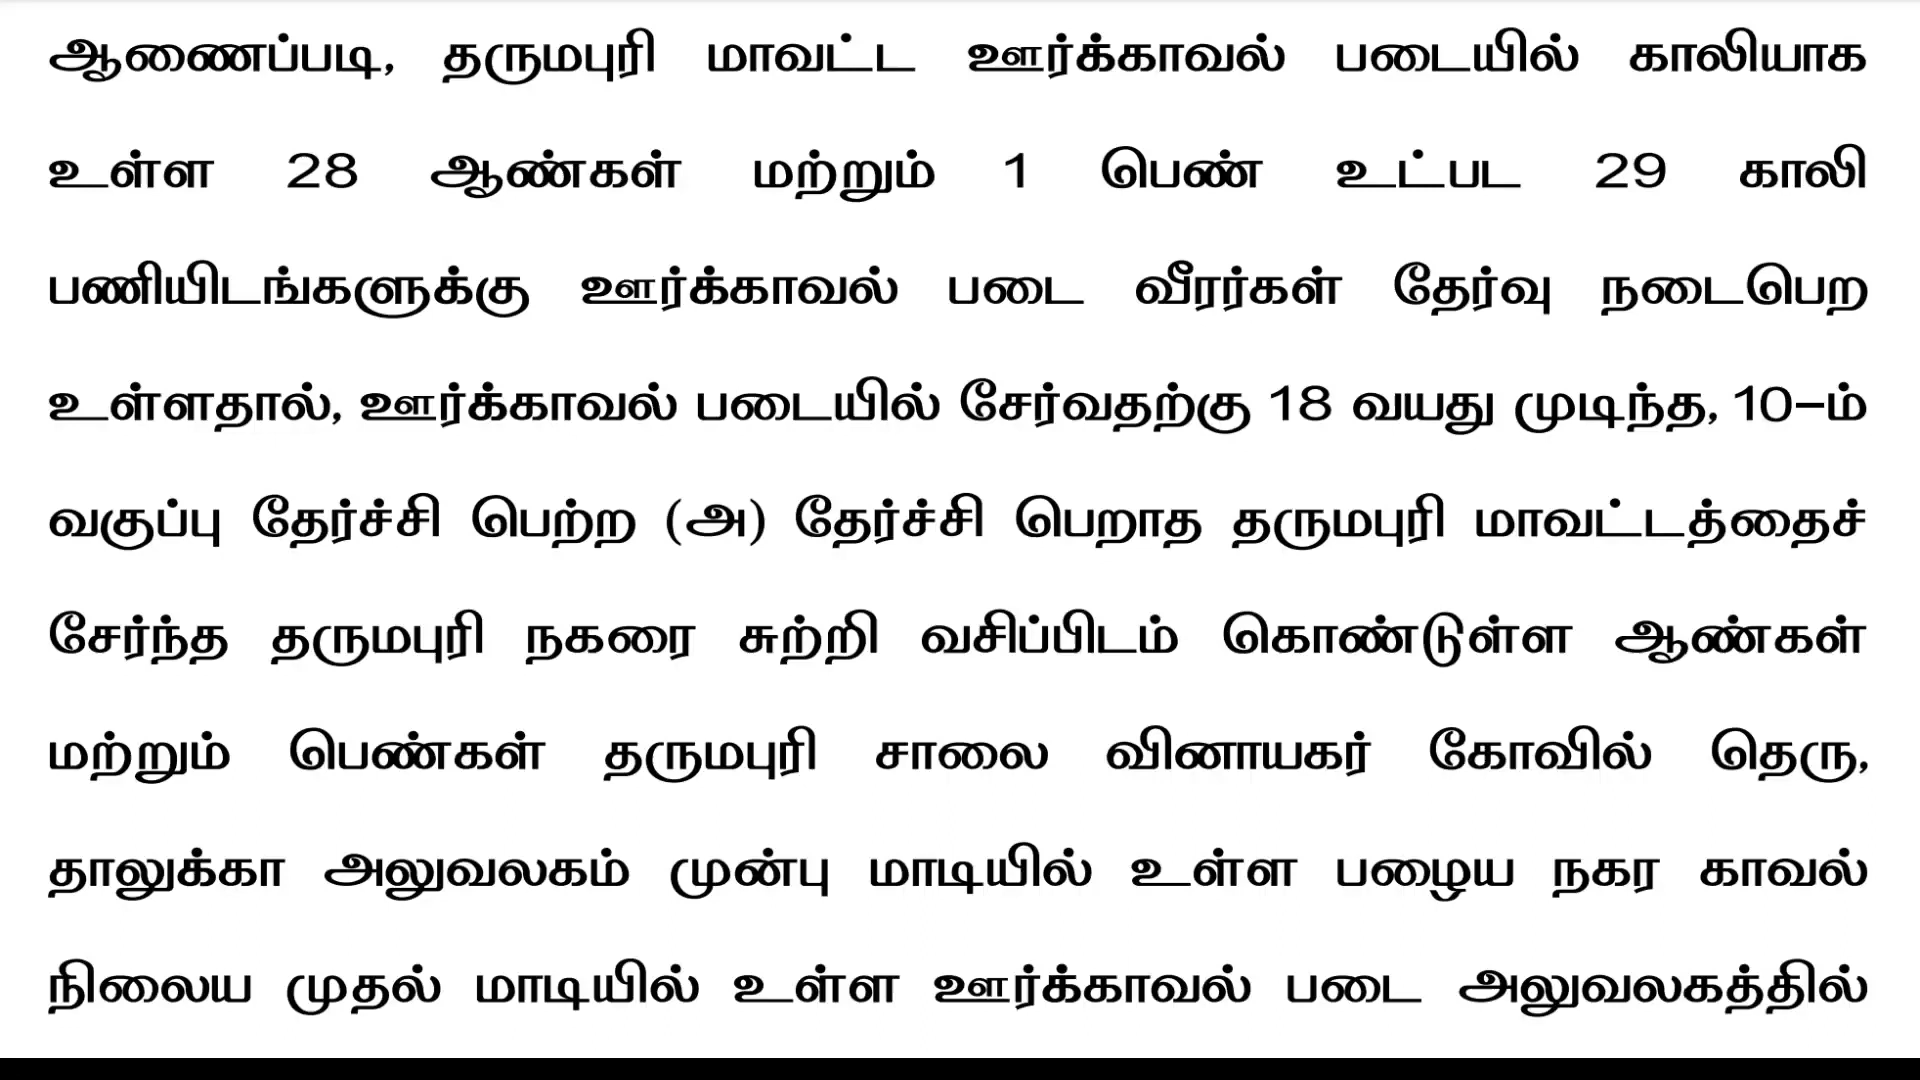 ஆணைப்படி, தருமபுரி மாவட்ட ஊர்க்காவல் படையில் காலியாக
உள்ள 28 ஆண்கள் மற்றும் 1 பெண் உட்பட 29 காலி
பணியிடங்களுக்கு ஊர்க்காவல் படை வீரர்கள் தேர்வு நடைபெற
உள்ளதால், ஊர்க்காவல் படையில் சேர்வதற்கு 18 வயது முடிந்த, 10–ம்
வகுப்பு தேர்ச்சி பெற்ற (அ) தேர்ச்சி பெறாத தருமபுரி மாவட்டத்தைச்
சேர்ந்த தருமபுரி நகரை சுற்றி வசிப்பிடம் கொண்டுள்ள ஆண்கள்
மற்றும் பெண்கள் தருமபுரி சாலை வினாயகர் கோவில் தெரு,
தாலுக்கா அலுவலகம் முன்பு மாடியில் உள்ள பழைய நகர காவல்
நிலைய முதல் மாடியில் உள்ள ஊர்க்காவல் படை அலுவலகத்தில்